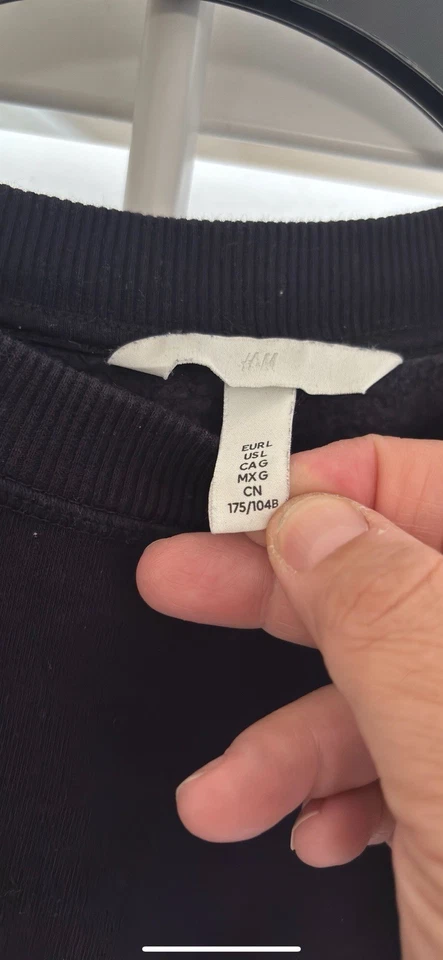 H&M
EUR L
US L
CA G
MX G
CN
175/104B